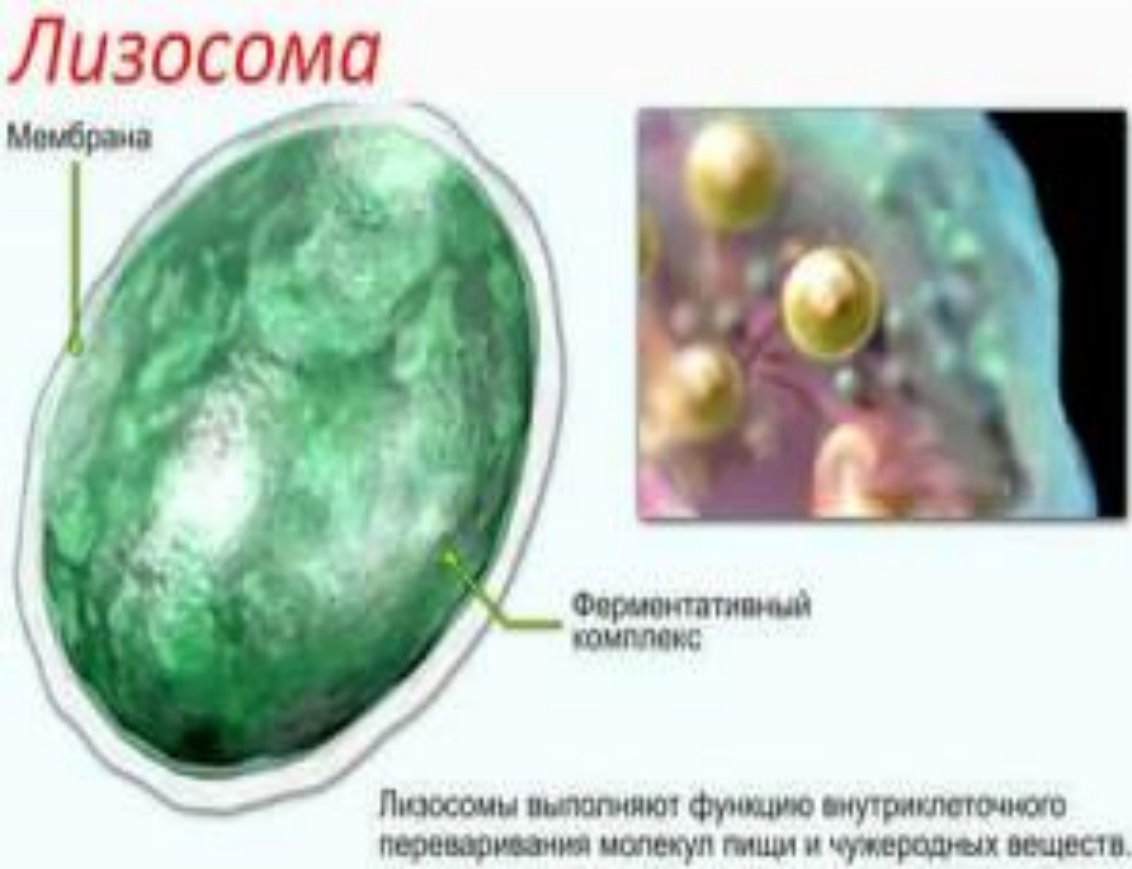 Лизосома
Мембрана
Ферментативный
комплекс
Лизосомы выполняют функцию внутриклеточного
переваривания молекул пищи и чужеродных веществ.